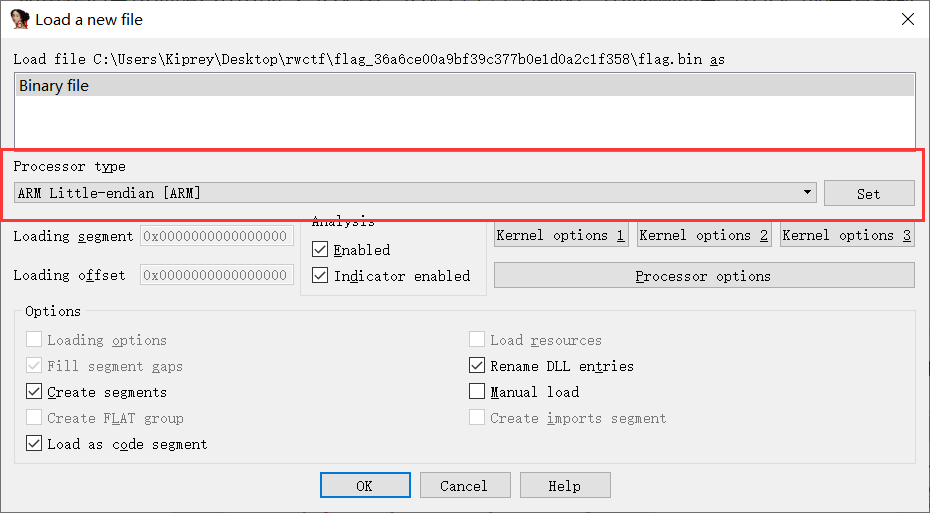 Load a new file
Load file C:\Users\Kiprey\Desktop\rwctf\flag_36a6ce00a9bf39c377b0e1d0a2c1f358\flag.bin as
Binary file
Processor type
ARM Little-endian [ARM]
Set
Loading segment 0x0000000000000000
Loading offset 0x0000000000000000
Analysis
Enabled
Indicator enabled
Kernel options 1
Kernel options 2
Kernel options 3
Processor options
Options
Loading options
Fill segment gaps
Create segments
Create FLAT group
Load as code segment
Load resources
Rename DLL entries
Manual load
Create imports segment
OK
Cancel
Help